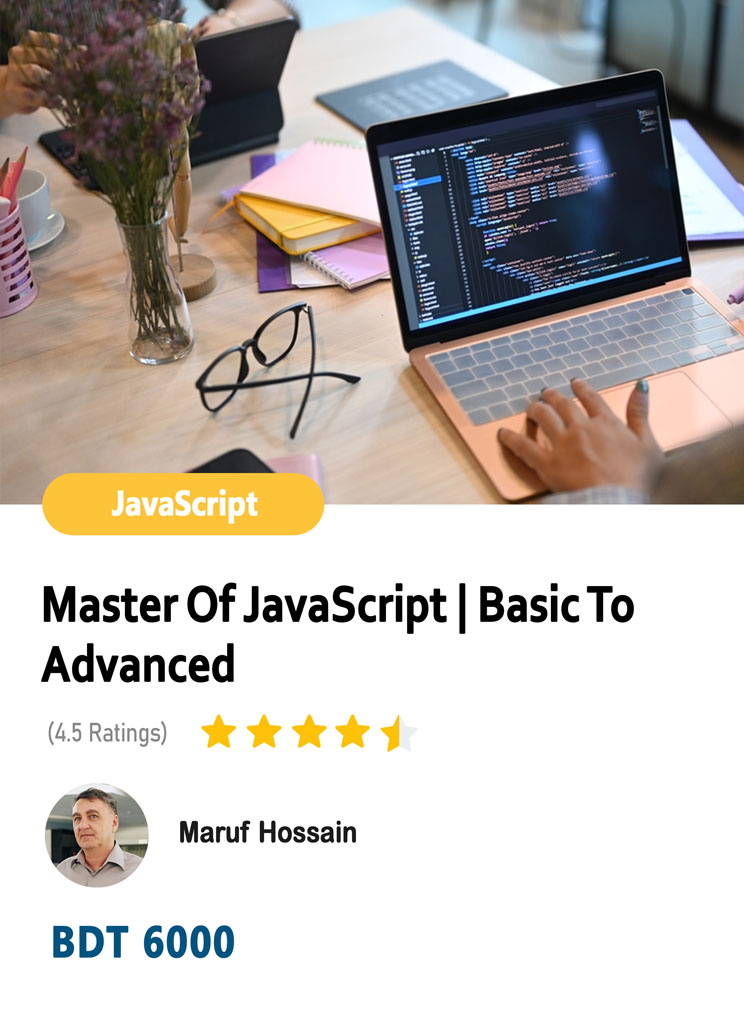 JavaScript
Master Of JavaScript | Basic To
Advanced
(4.5 Ratings)
Maruf Hossain
BDT 6000